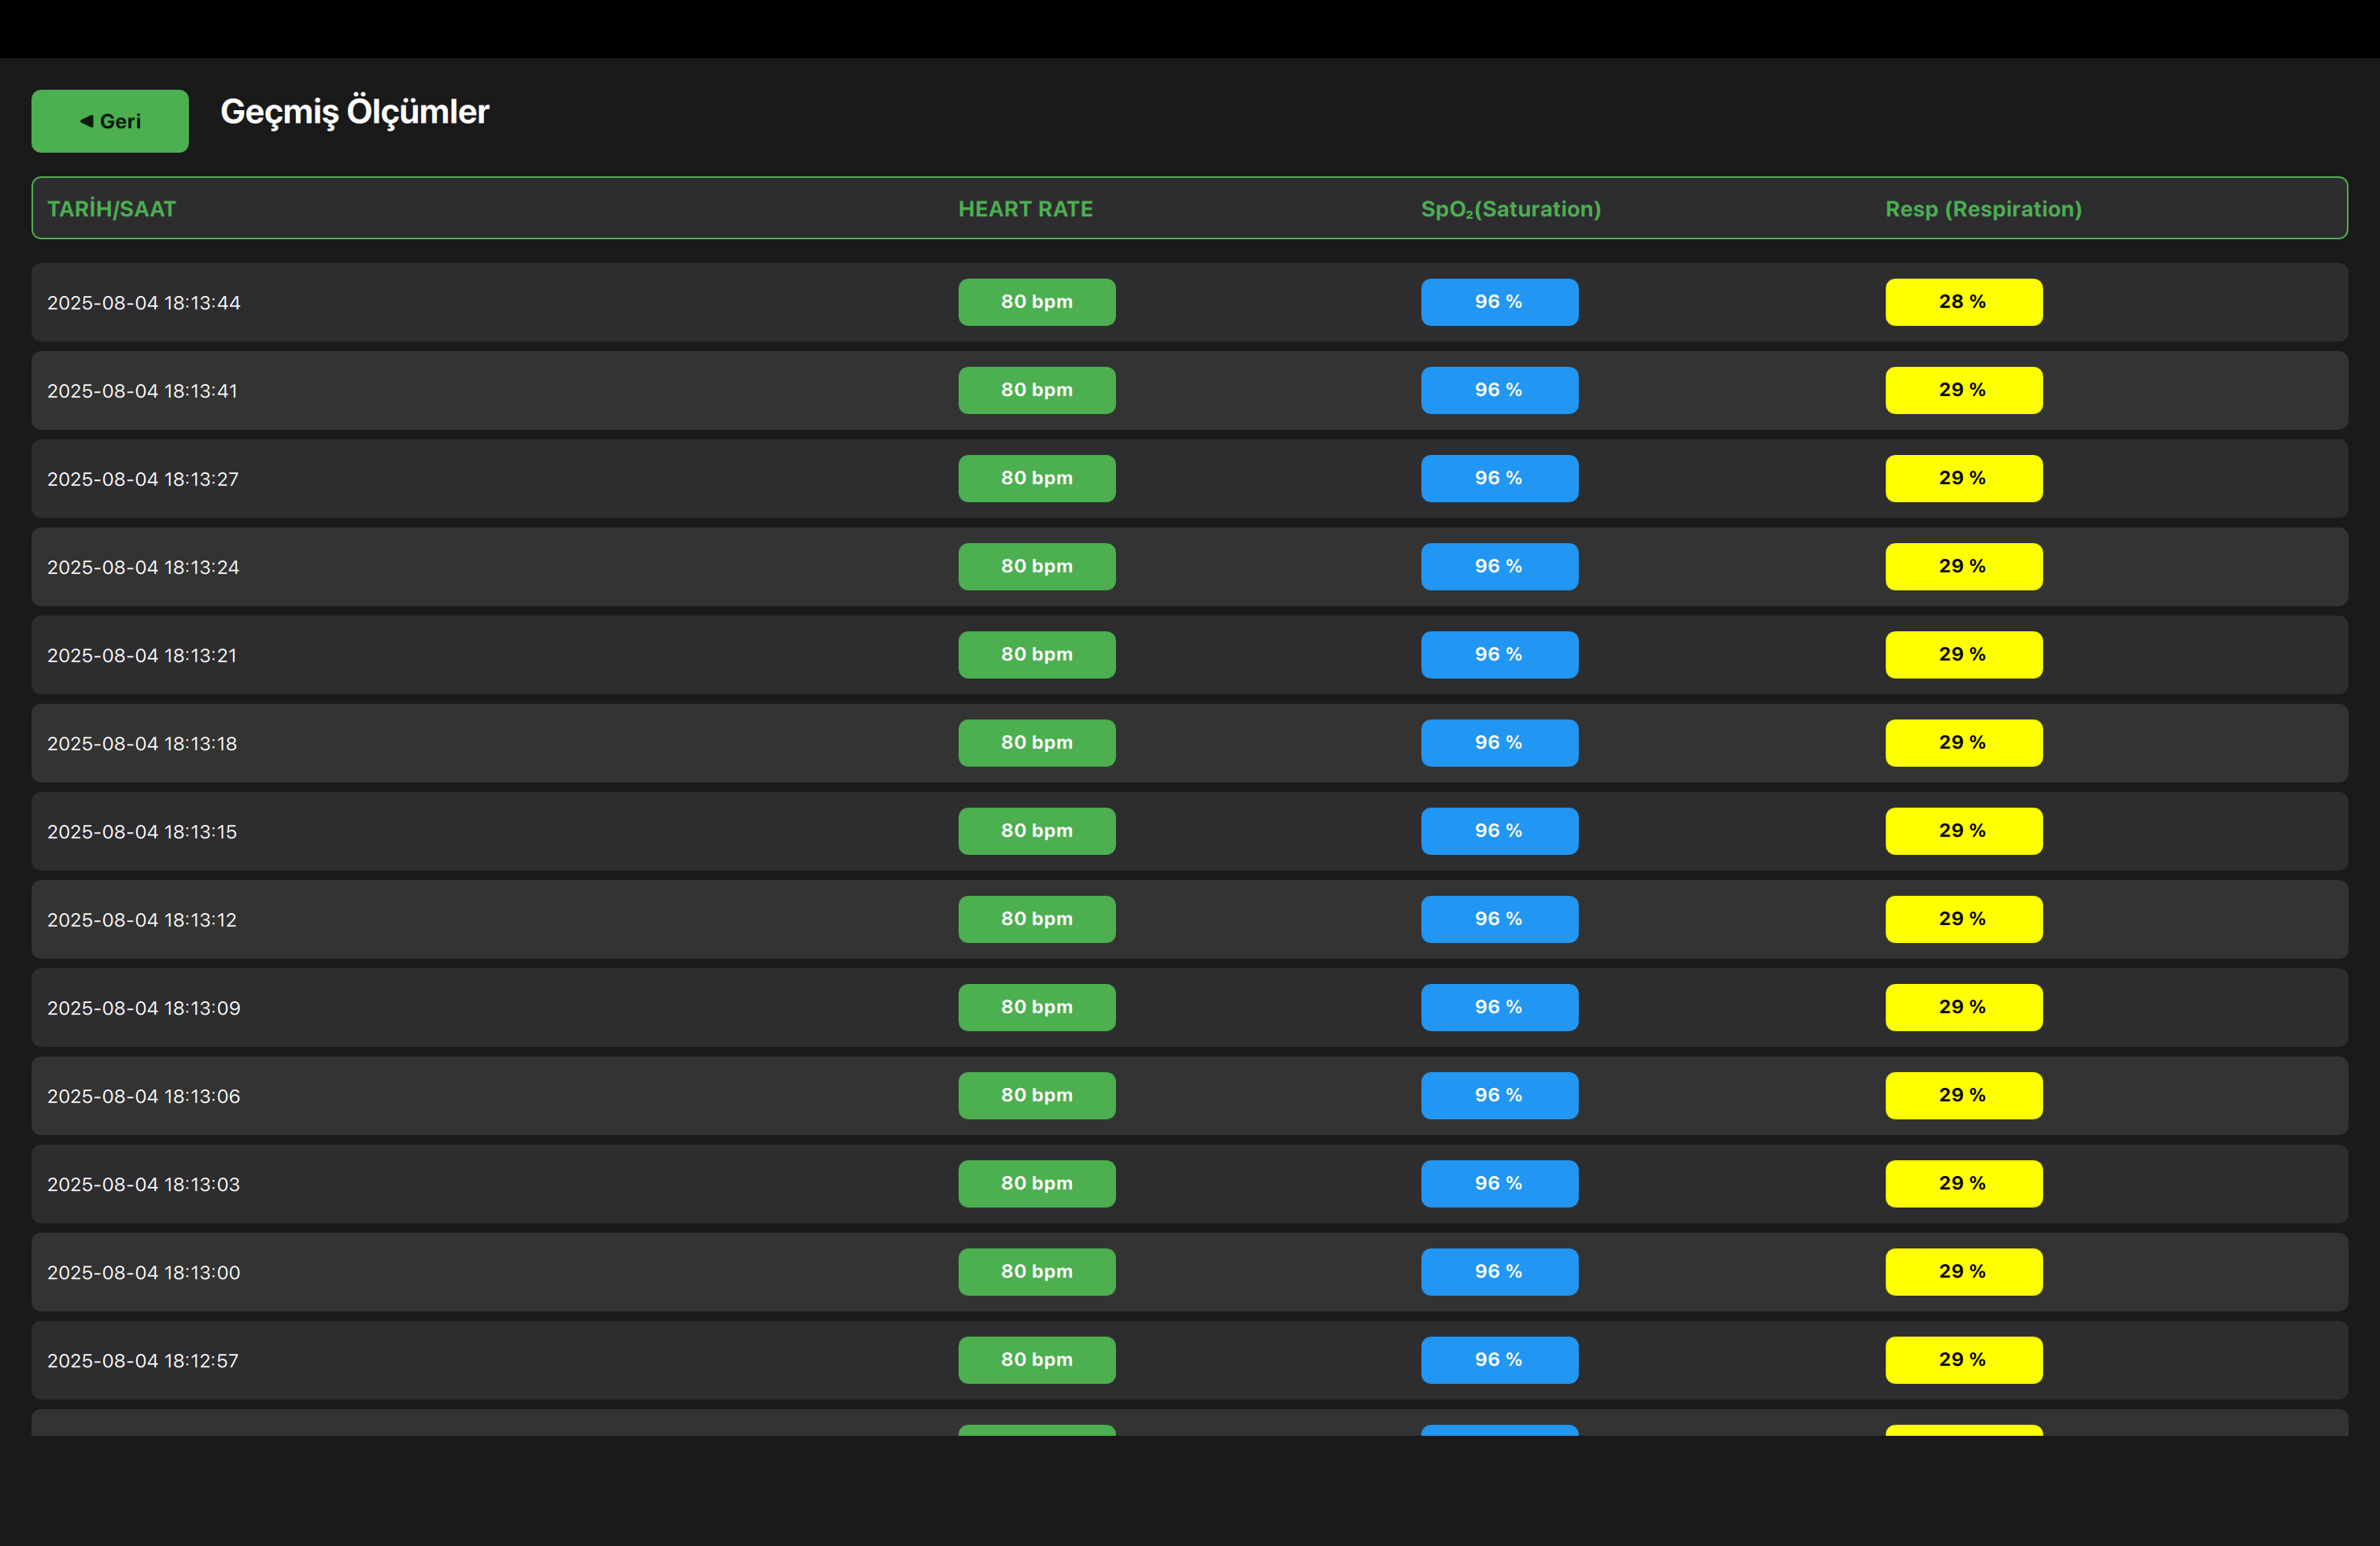 ◀ Geri
Geçmiş Ölçümler
TARİH/SAAT HEART RATE SpO₂(Saturation) Resp (Respiration)
2025-08-04 18:13:44 80 bpm 96 % 28 %
2025-08-04 18:13:41 80 bpm 96 % 29 %
2025-08-04 18:13:27 80 bpm 96 % 29 %
2025-08-04 18:13:24 80 bpm 96 % 29 %
2025-08-04 18:13:21 80 bpm 96 % 29 %
2025-08-04 18:13:18 80 bpm 96 % 29 %
2025-08-04 18:13:15 80 bpm 96 % 29 %
2025-08-04 18:13:12 80 bpm 96 % 29 %
2025-08-04 18:13:09 80 bpm 96 % 29 %
2025-08-04 18:13:06 80 bpm 96 % 29 %
2025-08-04 18:13:03 80 bpm 96 % 29 %
2025-08-04 18:13:00 80 bpm 96 % 29 %
2025-08-04 18:12:57 80 bpm 96 % 29 %